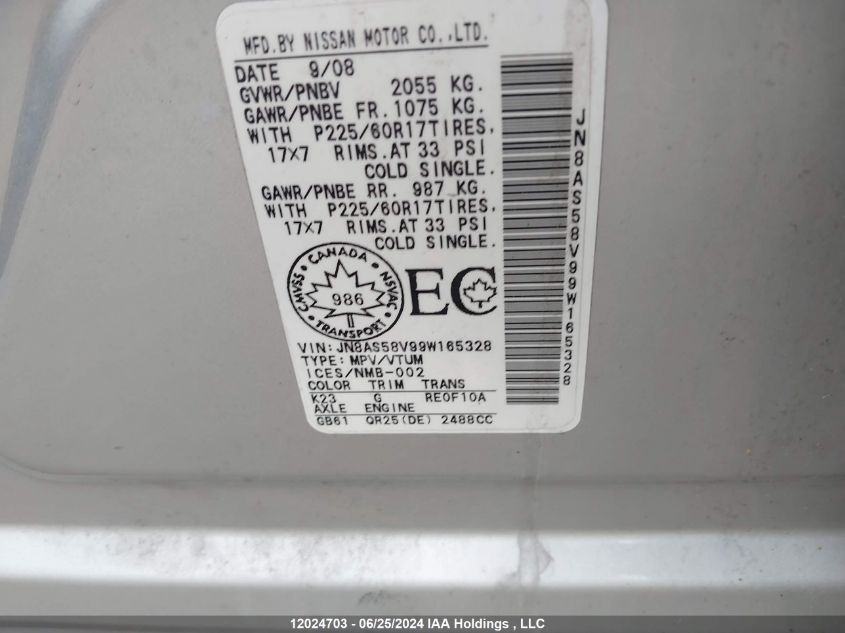 MFD.BY NISSAN MOTOR CO.,LTD.
DATE 9/08
GVWR/PNBV 2055 KG.
GAWR/PNBE FR. 1075 KG.
WITH P225/60R17TIRES,
17X7 RIMS.AT 33 PSI
COLD SINGLE.
GAWR/PNBE RR. 987 KG.
WITH P225/60R17TIRES,
17X7 RIMS.AT 33 PSI
COLD SINGLE.
CANADA
CMVSS NSVAC
986
TRANSPORT
EC
VIN: JN8AS58V99W165328
TYPE: MPV/VTUM
ICES/NMB-002
COLOR TRIM TRANS
K23 G RE0F10A
AXLE ENGINE
GB61 QR25(DE) 2488CC
JN8AS58V99W165328
12024703 - 06/25/2024 IAA Holdings , LLC